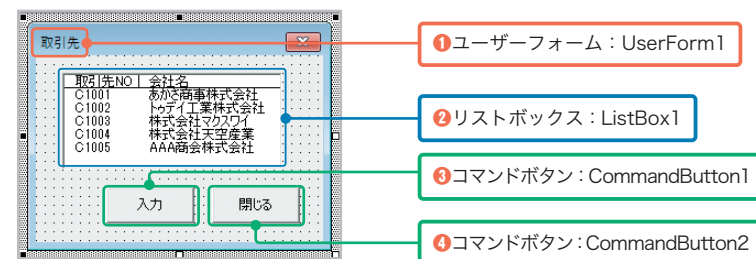 取引先
❶ユーザーフォーム：UserForm1
取引先NO 会社名
C1001 あかさ商事株式会社
C1002 トゥデイ工業株式会社
C1003 株式会社マクスワイ
C1004 株式会社天空産業
C1005 AAA商会株式会社
❷リストボックス：ListBox1
入力
閉じる
❸コマンドボタン：CommandButton1
❹コマンドボタン：CommandButton2